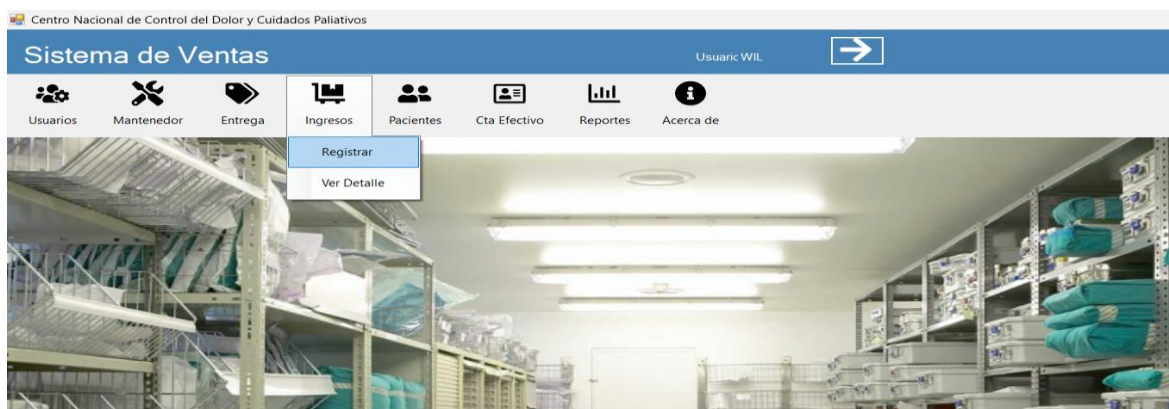 Centro Nacional de Control del Dolor y Cuidados Paliativos
Sistema de Ventas
Usuaric WIL
Usuarios Mantenedor Entrega Ingresos Pacientes Cta Efectivo Reportes Acerca de
Registrar
Ver Detalle